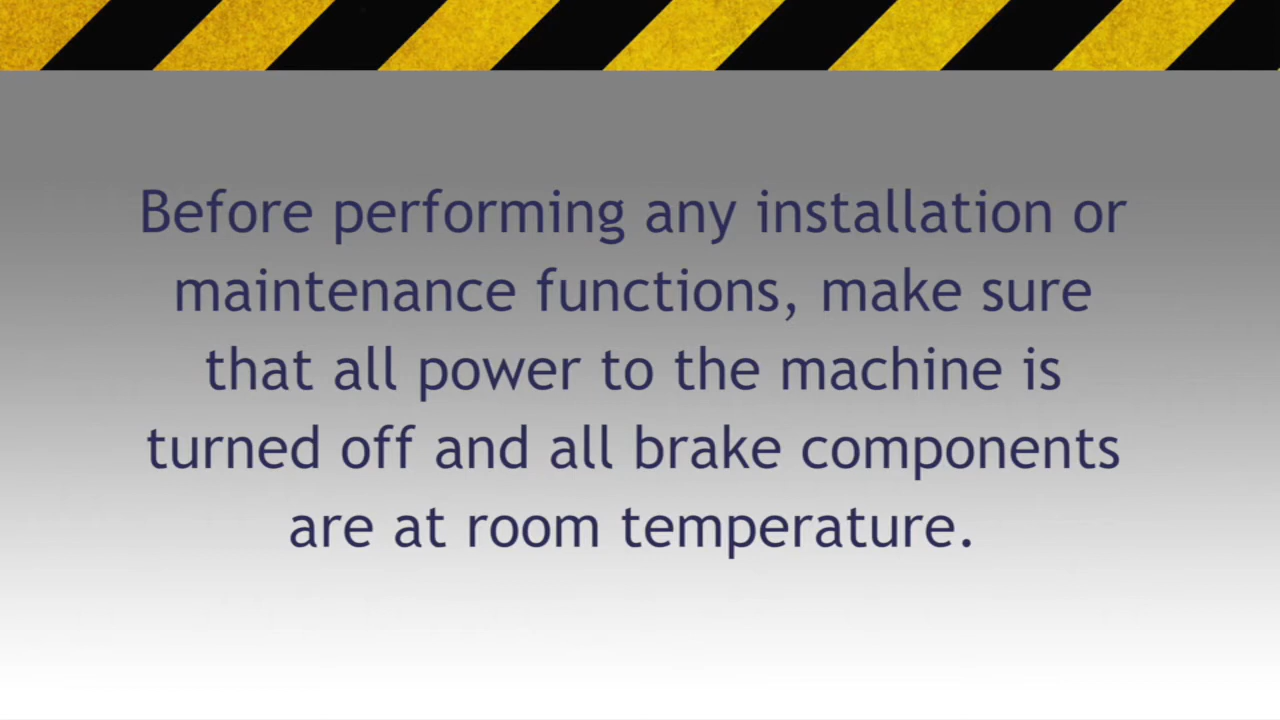 Before performing any installation or
maintenance functions, make sure
that all power to the machine is
turned off and all brake components
are at room temperature.